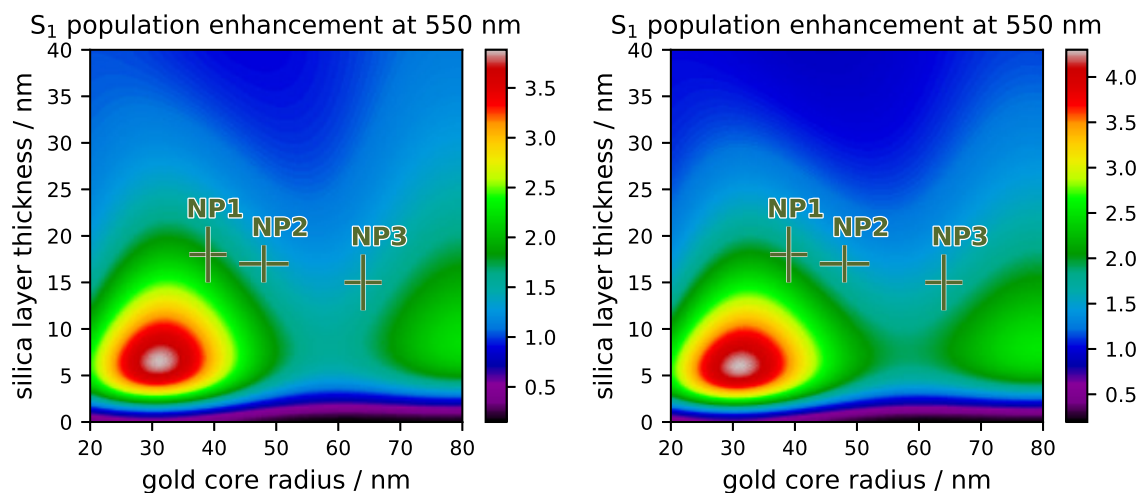 S₁ population enhancement at 550 nm
40
35
30
25
20
15
10
5
0
silica layer thickness / nm
NP1
NP2
NP3
20 30 40 50 60 70 80
gold core radius / nm
3.5
3.0
2.5
2.0
1.5
1.0
0.5
S₁ population enhancement at 550 nm
40
35
30
25
20
15
10
5
0
silica layer thickness / nm
NP1
NP2
NP3
20 30 40 50 60 70 80
gold core radius / nm
4.0
3.5
3.0
2.5
2.0
1.5
1.0
0.5